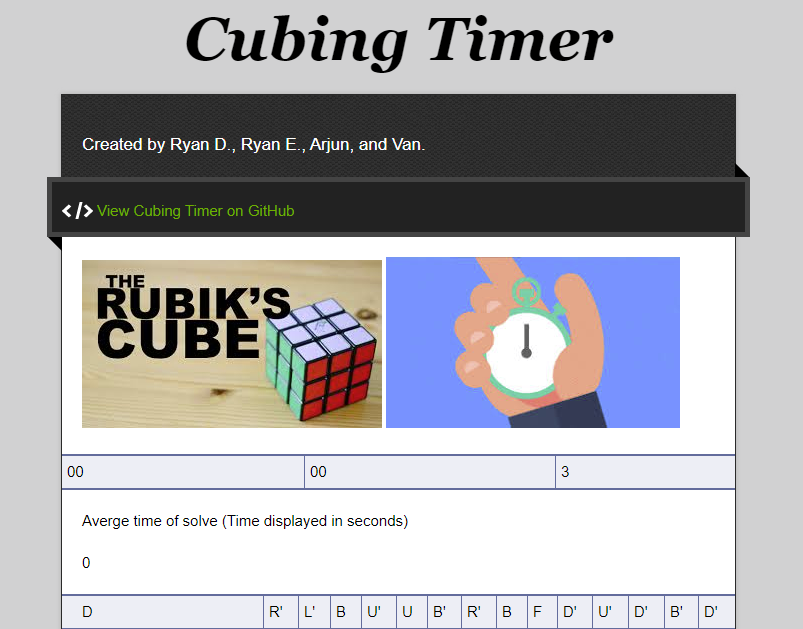 Cubing Timer
Created by Ryan D., Ryan E., Arjun, and Van.
</> View Cubing Timer on GitHub
THE
RUBIK'S
CUBE
00 00 3
Averge time of solve (Time displayed in seconds)
0
D R' L' B U' U B' R' B F D' U' D' B' D'